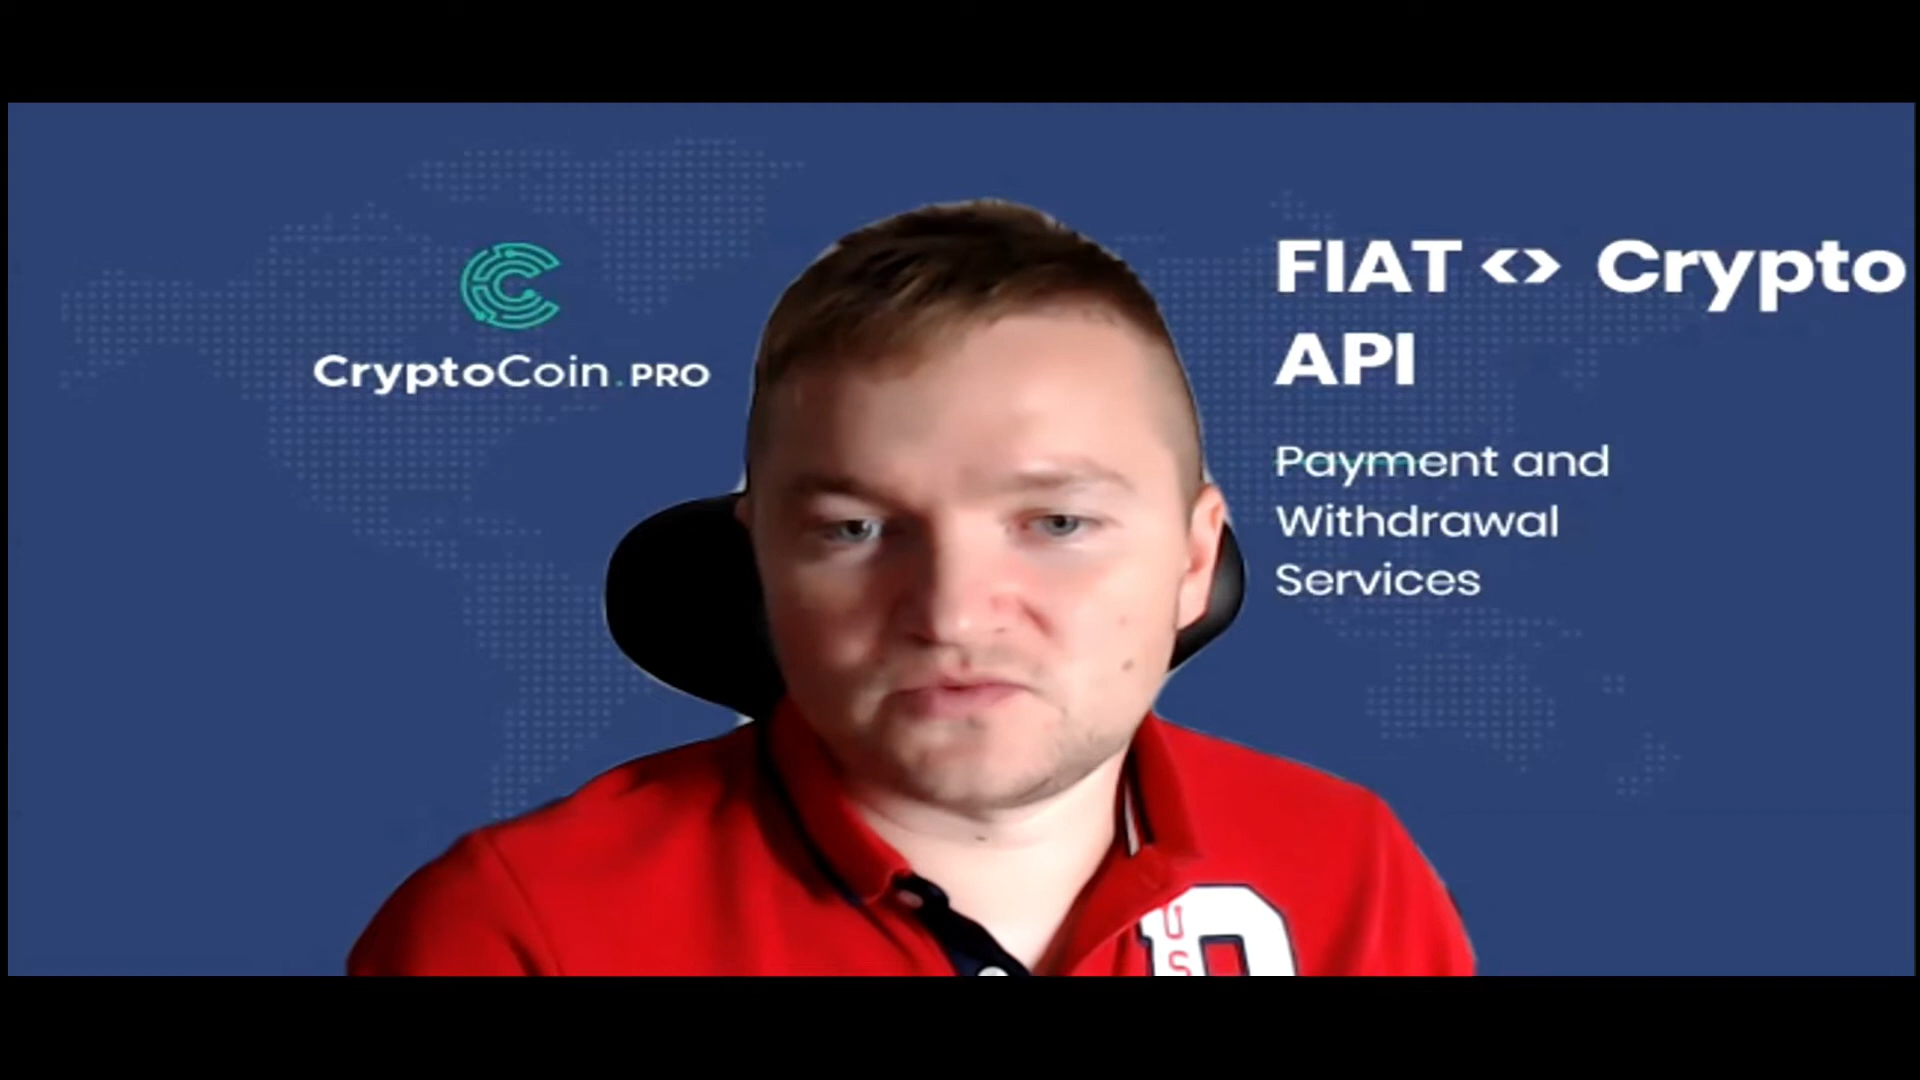 CryptoCoin.PRO
FIAT <> Crypto
API
Payment and
Withdrawal
Services
U
S